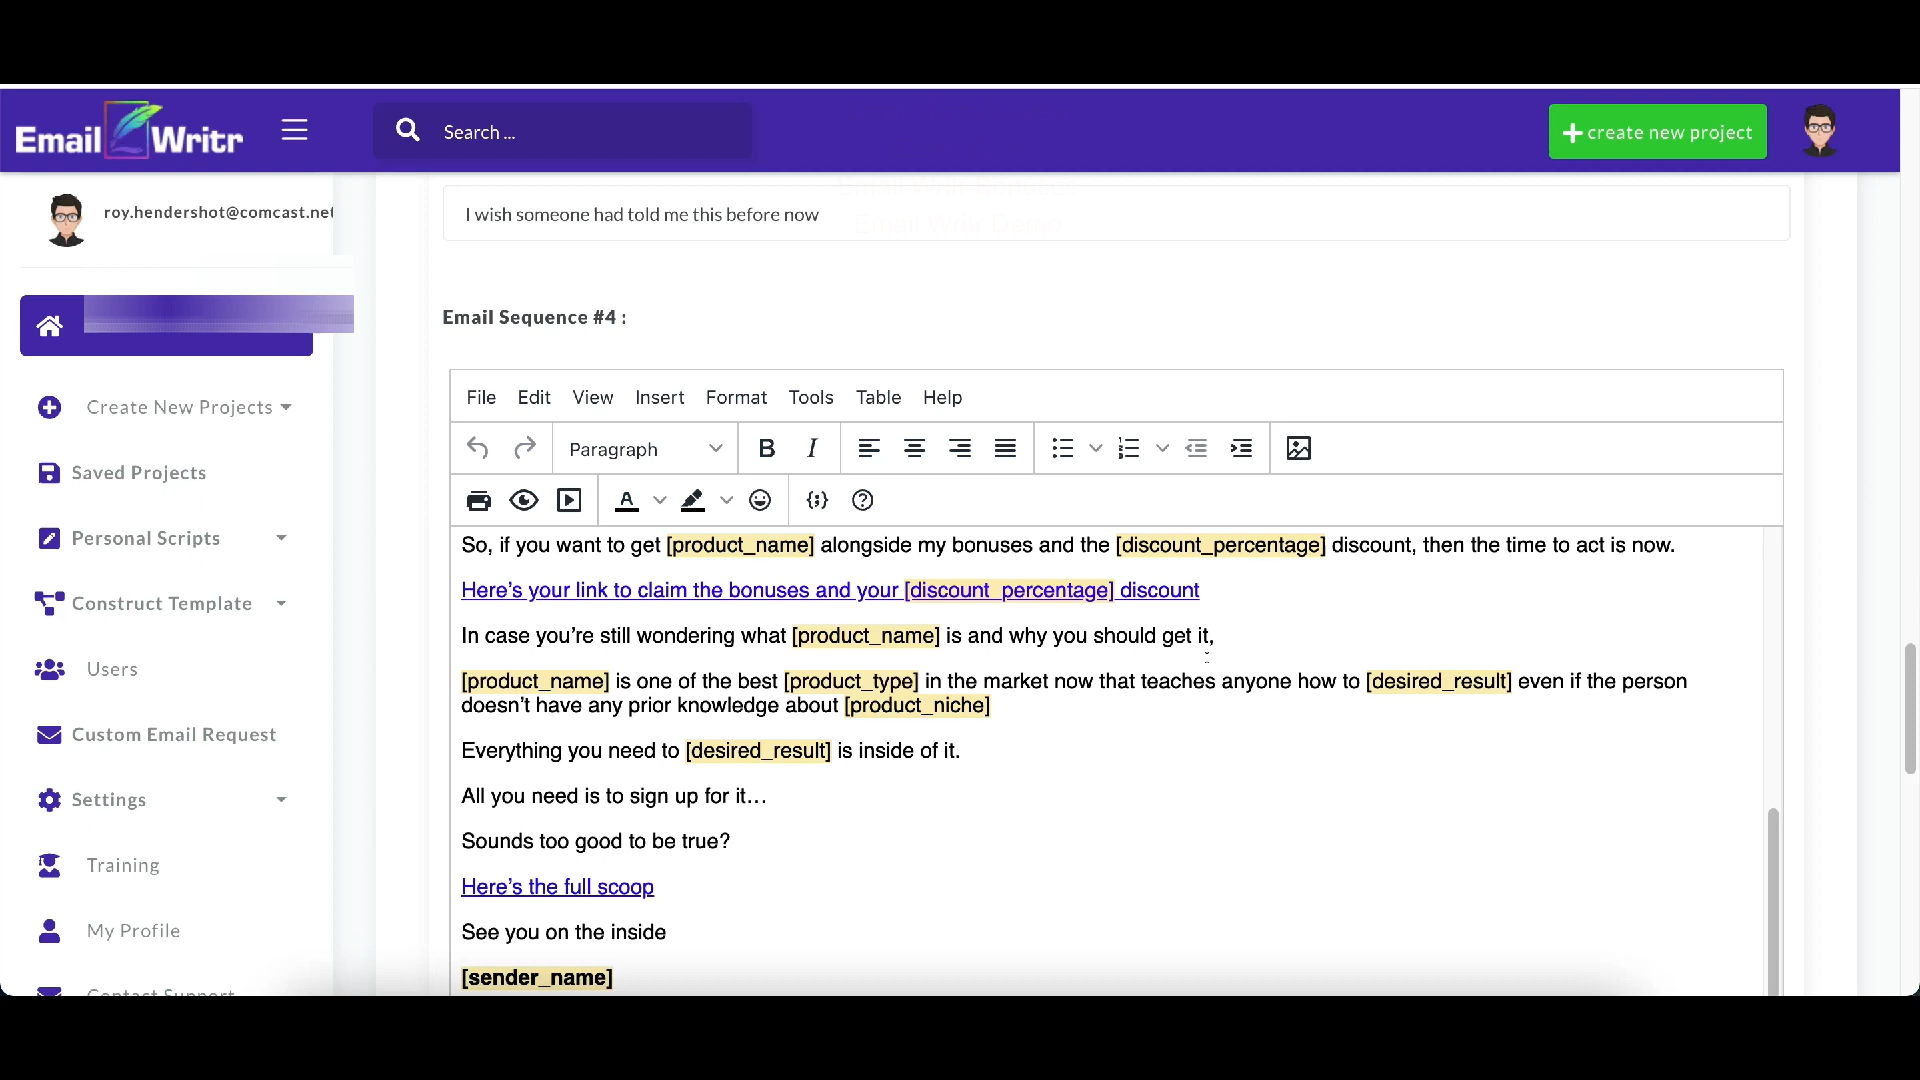 Email Writr
Search ...
create new project
roy.hendershot@comcast.net
I wish someone had told me this before now
Email Sequence #4 :
Create New Projects
Saved Projects
Personal Scripts
Construct Template
Users
Custom Email Request
Settings
Training
My Profile
Contact Support
File Edit View Insert Format Tools Table Help
Paragraph
So, if you want to get [product_name] alongside my bonuses and the [discount_percentage] discount, then the time to act is now.
Here’s your link to claim the bonuses and your [discount_percentage] discount
In case you’re still wondering what [product_name] is and why you should get it,
[product_name] is one of the best [product_type] in the market now that teaches anyone how to [desired_result] even if the person
doesn’t have any prior knowledge about [product_niche]
Everything you need to [desired_result] is inside of it.
All you need is to sign up for it…
Sounds too good to be true?
Here’s the full scoop
See you on the inside
[sender_name]